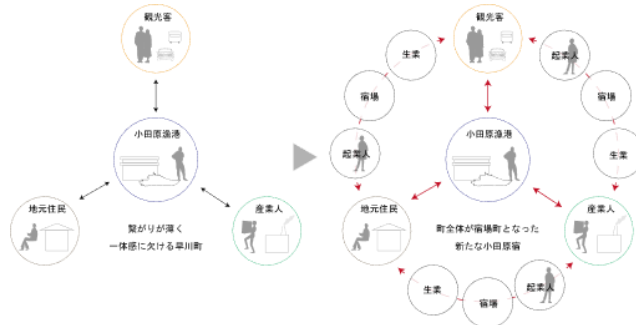 観光客
小田原漁港
地元住民
産業人
繋がりが薄く
一体感に欠ける早川町
観光客
生業
宿場
起業人
起業人
宿場
生業
小田原漁港
地元住民
産業人
町全体が宿場町となった
新たな小田原宿
生業
宿場
起業人